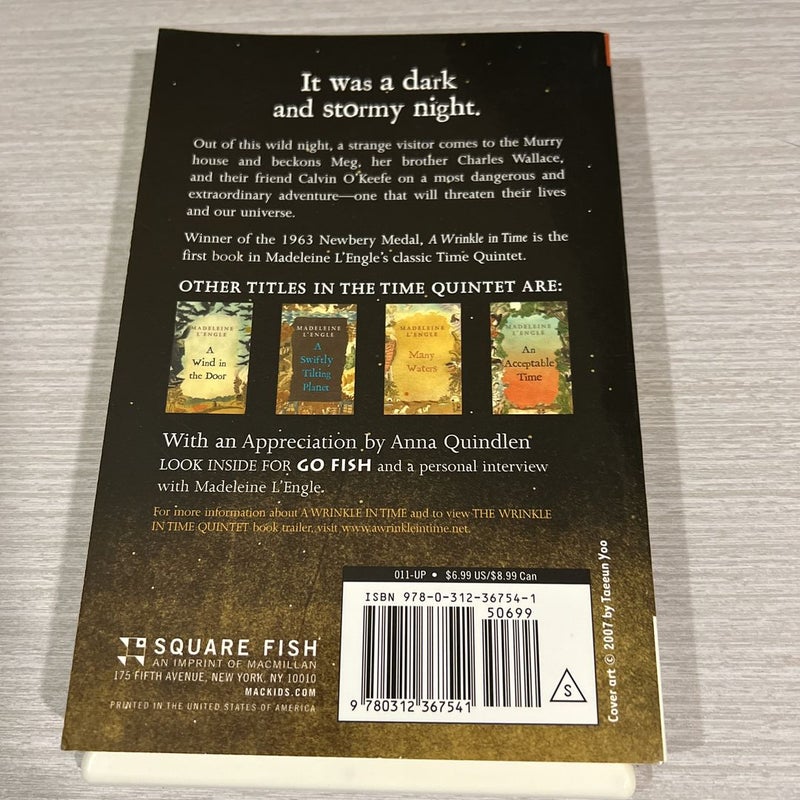 It was a dark
and stormy night.
Out of this wild night, a strange visitor comes to the Murry
house and beckons Meg, her brother Charles Wallace,
and their friend Calvin O'Keefe on a most dangerous and
extraordinary adventure—one that will threaten their lives
and our universe.
Winner of the 1963 Newbery Medal, A Wrinkle in Time is the
first book in Madeleine L'Engle's classic Time Quintet.
OTHER TITLES IN THE TIME QUINTET ARE:
MADELEINE
L'ENGLE
A
Wind in
the Door
MADELEINE
L'ENGLE
A
Swiftly
Tilting
Planet
MADELEINE
L'ENGLE
Many
Waters
MADELEINE
L'ENGLE
An
Acceptable
Time
With an Appreciation by Anna Quindlen
LOOK INSIDE FOR GO FISH and a personal interview
with Madeleine L'Engle.
For more information about A WRINKLE IN TIME and to view THE WRINKLE
IN TIME QUINTET book trailer, visit www.awrinkleintime.net.
011-UP • $6.99 US/$8.99 Can
ISBN 978-0-312-36754-1
50699
9 780312 367541
S
SQUARE FISH
AN IMPRINT OF MACMILLAN
175 FIFTH AVENUE, NEW YORK, NY 10010
MACKIDS.COM
PRINTED IN THE UNITED STATES OF AMERICA
Cover art © 2007 by Taeeun Yoo